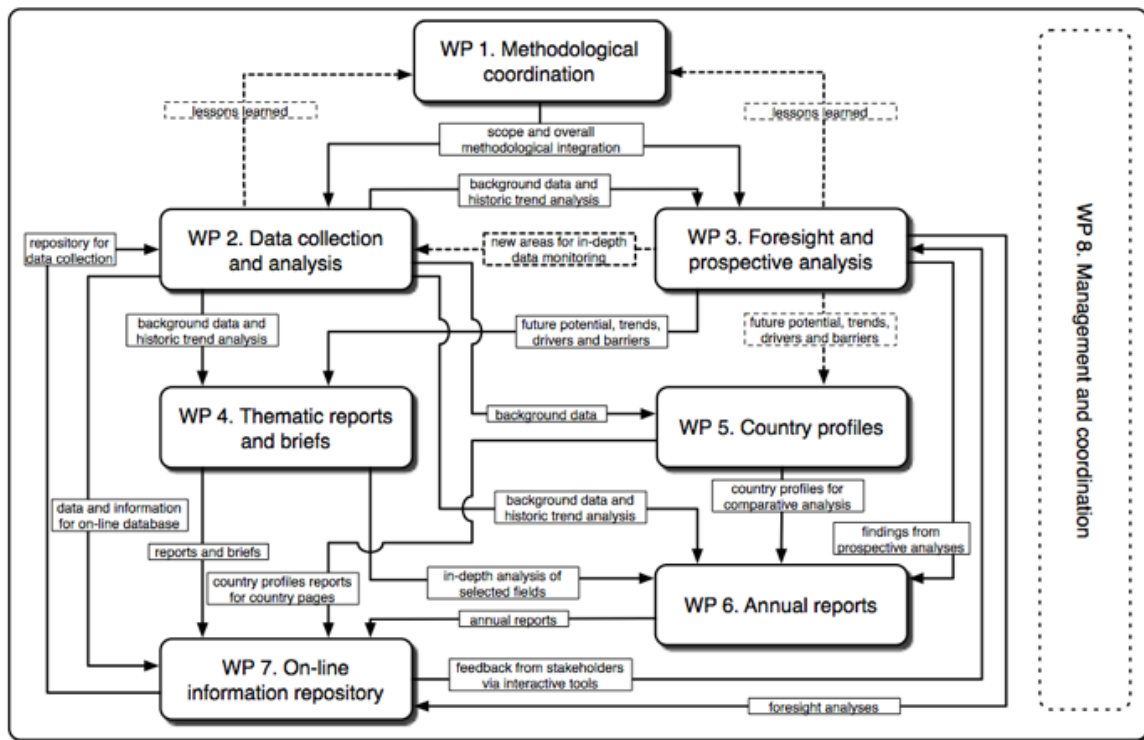 WP 1. Methodological
coordination
lessons learned
lessons learned
scope and overall
methodological integration
background data and
historic trend analysis
repository for
data collection
WP 2. Data collection
and analysis
new areas for in-depth
data monitoring
WP 3. Foresight and
prospective analysis
background data and
historic trend analysis
future potential, trends,
drivers and barriers
future potential, trends,
drivers and barriers
WP 4. Thematic reports
and briefs
background data
WP 5. Country profiles
data and information
for on-line database
background data and
historic trend analysis
country profiles for
comparative analysis
findings from
prospective analyses
reports and briefs
country profiles reports
for country pages
in-depth analysis of
selected fields
WP 6. Annual reports
annual reports
WP 7. On-line
information repository
feedback from stakeholders
via interactive tools
foresight analyses
WP 8. Management and coordination